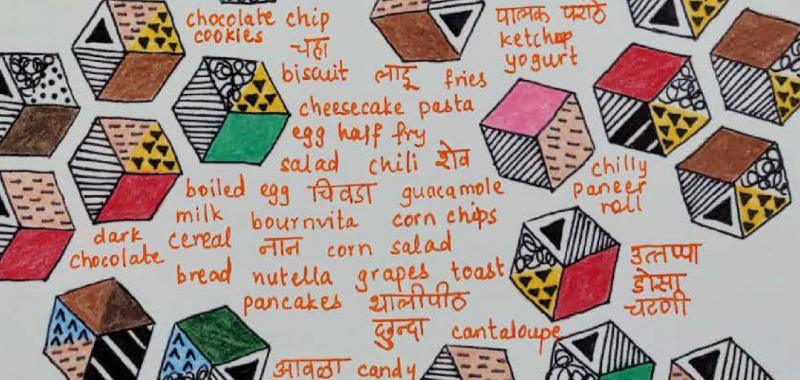 chocolate chip
cookies
चहा
पालक पराठे
ketchup
yogurt
biscuit लाडू fries
cheesecake pasta
egg half fry
salad chili शेव
chilly
paneer
roll
boiled egg चिवडा guacamole
milk bournvita corn chips
dark
chocolate
cereal नान corn salad
bread nutella grapes toast
उत्तप्पा
डोसा
चटणी
pancakes थालीपीठ
छुन्दा cantaloupe
आवळा candy